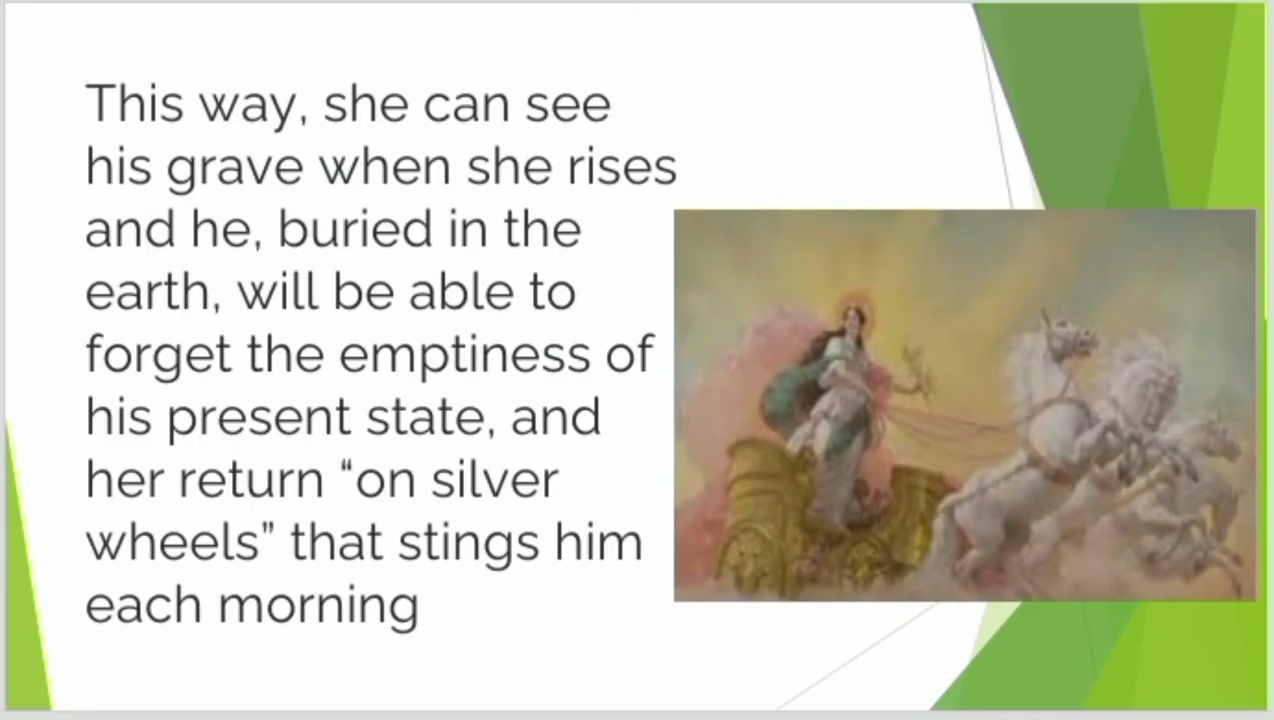 This way, she can see
his grave when she rises
and he, buried in the
earth, will be able to
forget the emptiness of
his present state, and
her return “on silver
wheels” that stings him
each morning